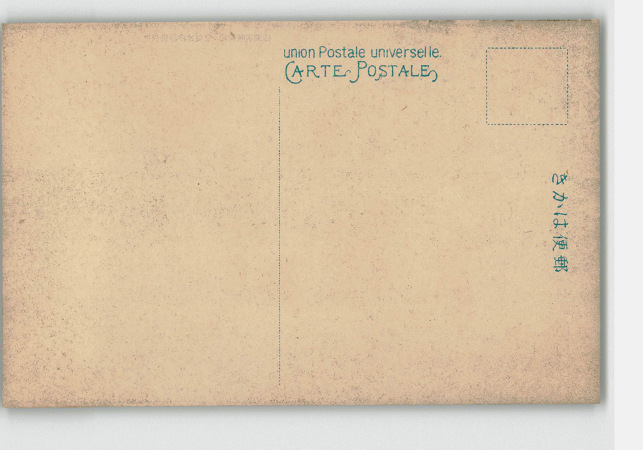 union Postale universelle.
CARTE POSTALE
きかは便郵